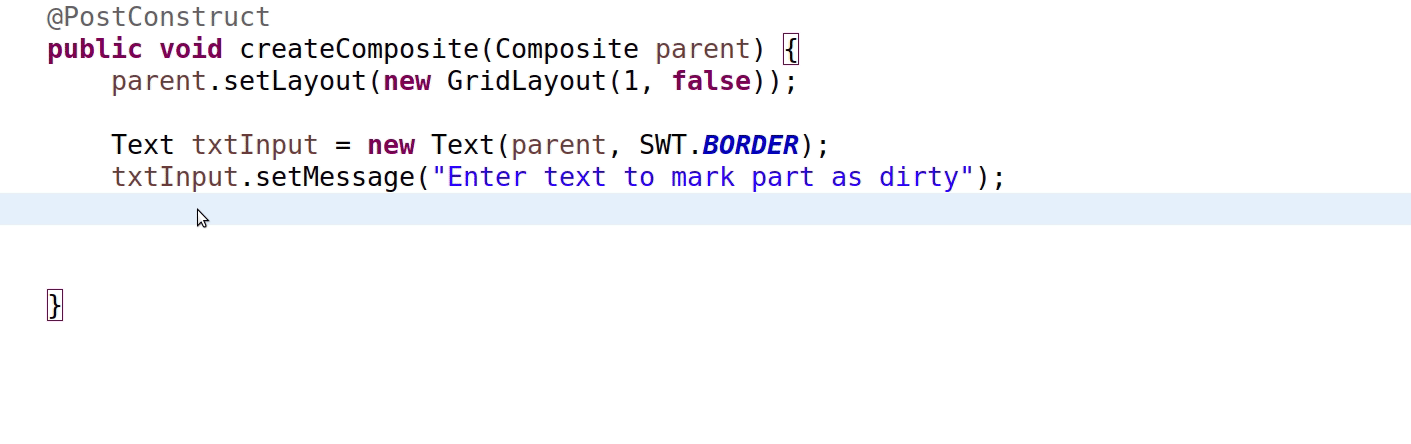 @PostConstruct
public void createComposite(Composite parent) {
    parent.setLayout(new GridLayout(1, false));

    Text txtInput = new Text(parent, SWT.BORDER);
    txtInput.setMessage("Enter text to mark part as dirty");

}